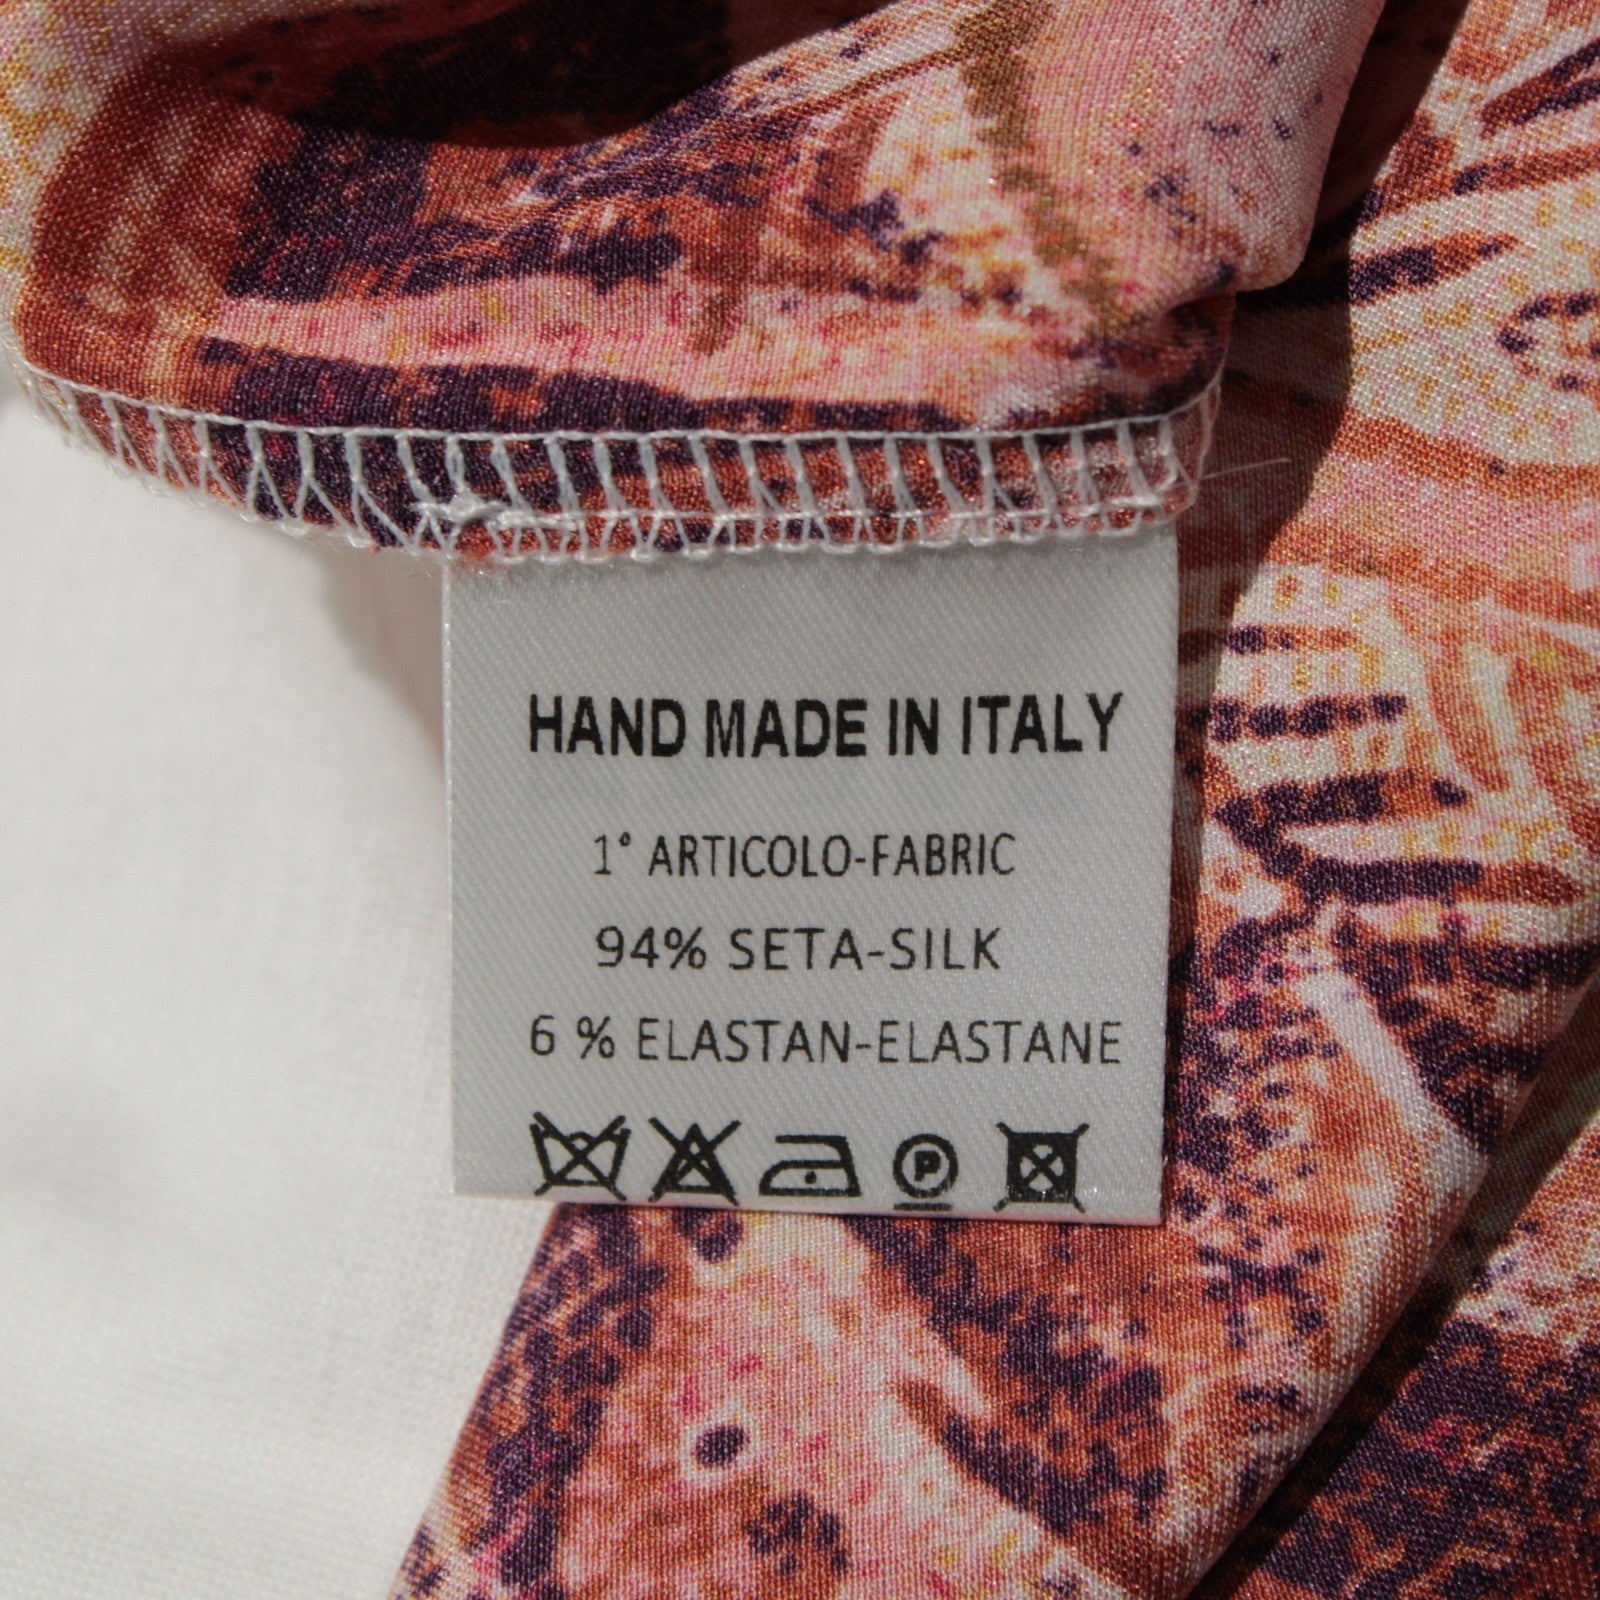 HAND MADE IN ITALY
1° ARTICOLO-FABRIC
94% SETA-SILK
6 % ELASTAN-ELASTANE
P